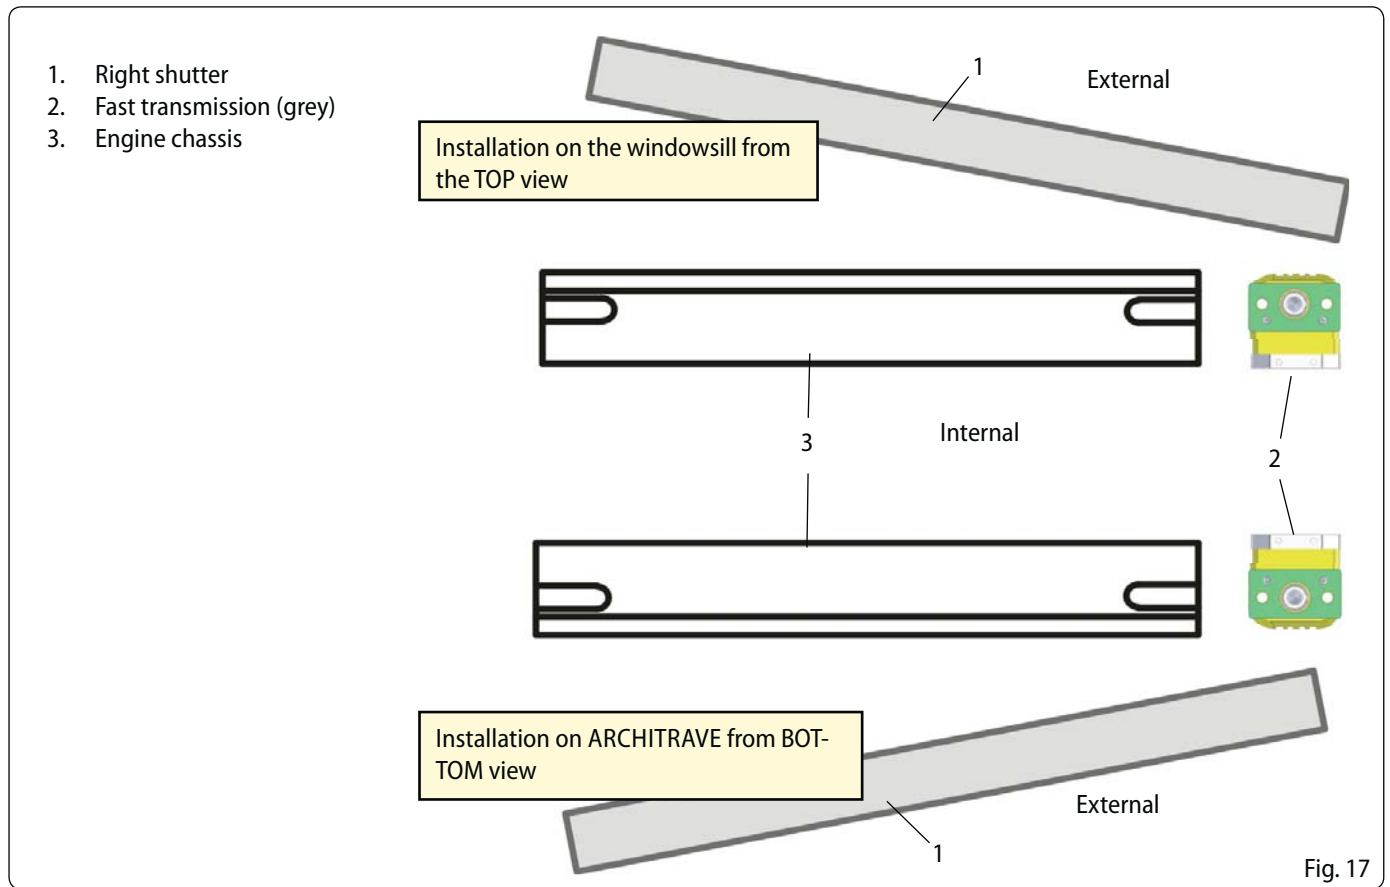 1. Right shutter
2. Fast transmission (grey)
3. Engine chassis
1
External
Installation on the windowsill from
the TOP view
3
Internal
2
Installation on ARCHITRAVE from BOT-
TOM view
External
1
Fig. 17